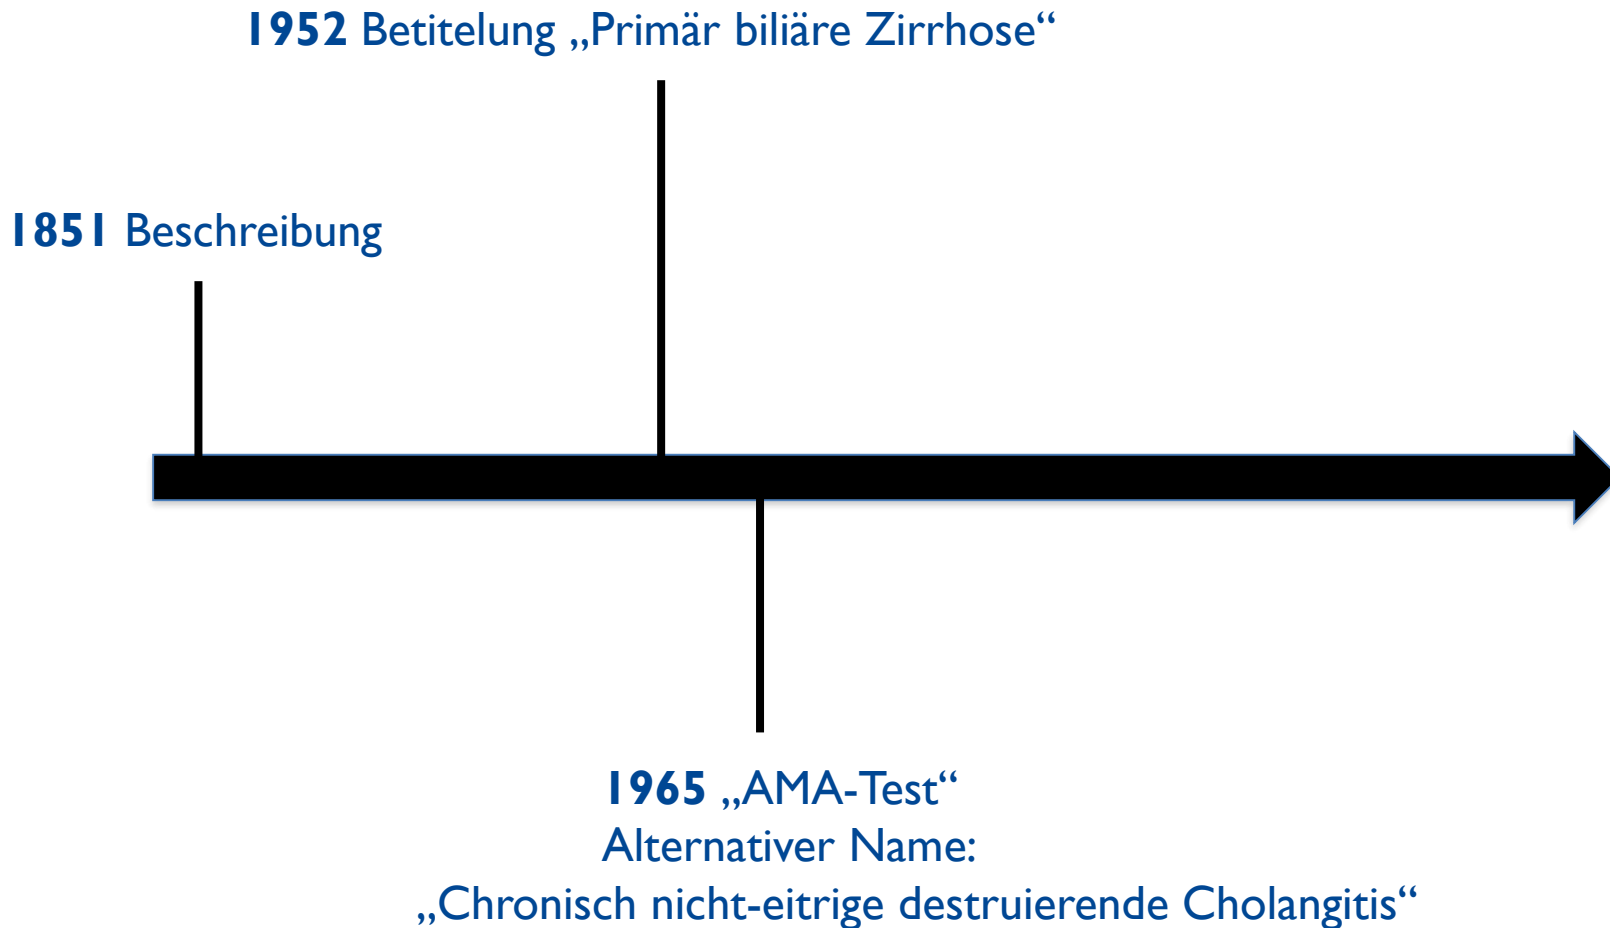 1952 Betitelung „Primär biliäre Zirrhose“
1851 Beschreibung
1965 „AMA-Test“
Alternativer Name:
„Chronisch nicht-eitrige destruierende Cholangitis“